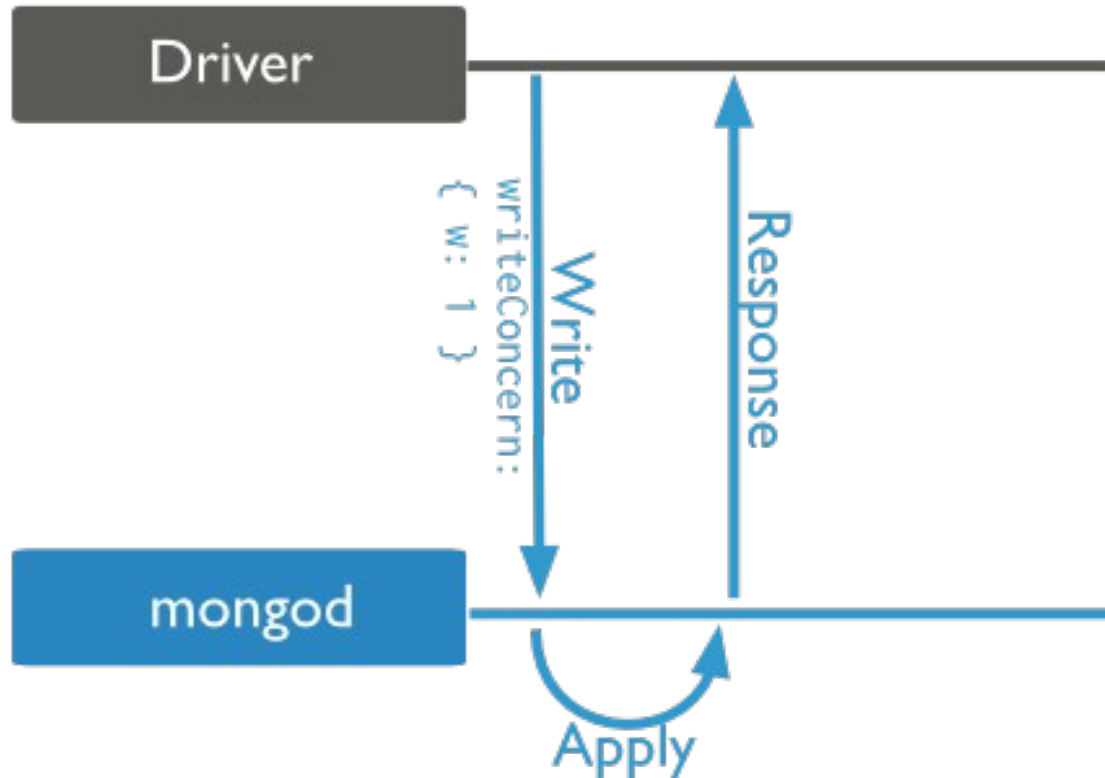 Driver
writeConcern:
{ w: 1 }
Write
Response
mongod
Apply